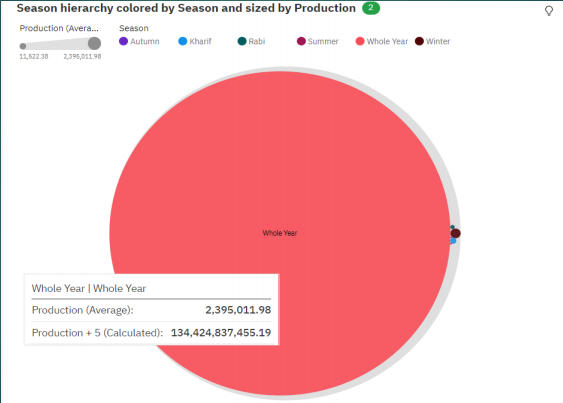 Season hierarchy colored by Season and sized by Production 2
Production (Avera...
11,522.38 2,395,011.98
Season
Autumn Kharif Rabi Summer Whole Year Winter
Whole Year
Whole Year | Whole Year
Production (Average): 2,395,011.98
Production + 5 (Calculated): 134,424,837,455.19